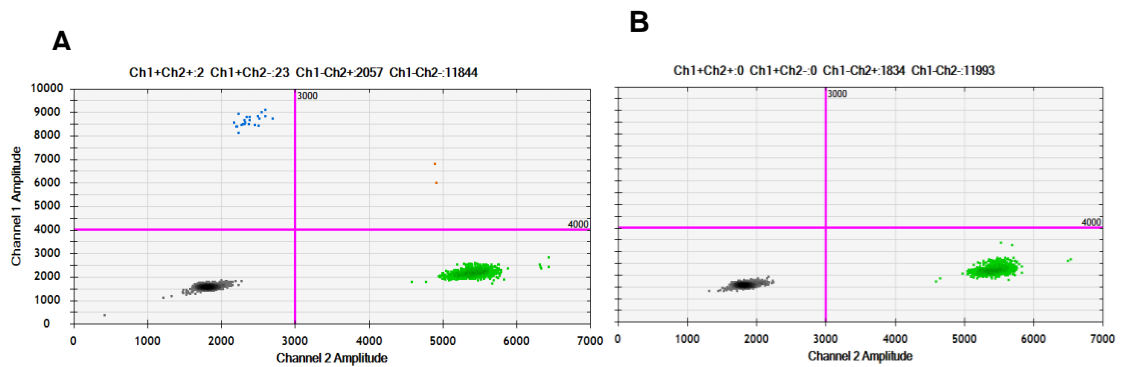 A
Ch1+Ch2+:2 Ch1+Ch2-:23 Ch1-Ch2+:2057 Ch1-Ch2-:11844
10000
9000
8000
7000
6000
5000
4000
3000
2000
1000
0
Channel 1 Amplitude
3000
4000
0 1000 2000 3000 4000 5000 6000 7000
Channel 2 Amplitude
B
Ch1+Ch2+:0 Ch1+Ch2-:0 Ch1-Ch2+:1834 Ch1-Ch2-:11993
3000
4000
0 1000 2000 3000 4000 5000 6000 7000
Channel 2 Amplitude